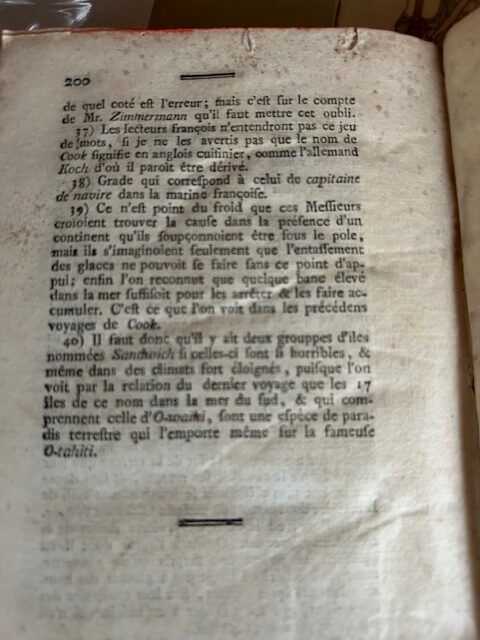 200
de quel coté eſt l'erreur; mais c'eſt ſur le compte
de Mr. Zimmermann qu'il faut mettre cet oubli.
37) Les lecteurs françois n'entendront pas ce jeu
de mots, ſi je ne les avertis pas que le nom de
Cook ſignifie en anglois cuiſinier, comme l'allemand
Koch d'où il paroit être dérivé.
38) Grade qui correſpond à celui de capitaine
de navire dans la marine françoiſe.
39) Ce n'eſt point du froid que ces Meſſieurs
croioient trouver la cauſe dans la préſence d'un
continent qu'ils ſoupçonnoient être ſous le pole,
mais ils s'imaginoient ſeulement que l'entaſſement
des glaces ne pouvoit ſe faire ſans ce point d'ap-
pui; enfin l'on reconnut que quelque banc élevé
dans la mer ſuffiſoit pour les arrêter & les faire ac-
cumuler. C'eſt ce que l'on voit dans les précédens
voyages de Cook.
40) Il faut donc qu'il y ait deux grouppes d'iles
nommées Sandwich ſi celles-ci ſont ſi horribles, &
même dans des climats fort éloignés, puiſque l'on
voit par la relation du dernier voyage que les 17
iles de ce nom dans la mer du ſud, & qui com-
prennent celle d'O-waihi, ſont une eſpèce de para-
dis terreſtre qui l'emporte même ſur la fameuſe
O-tahiti.